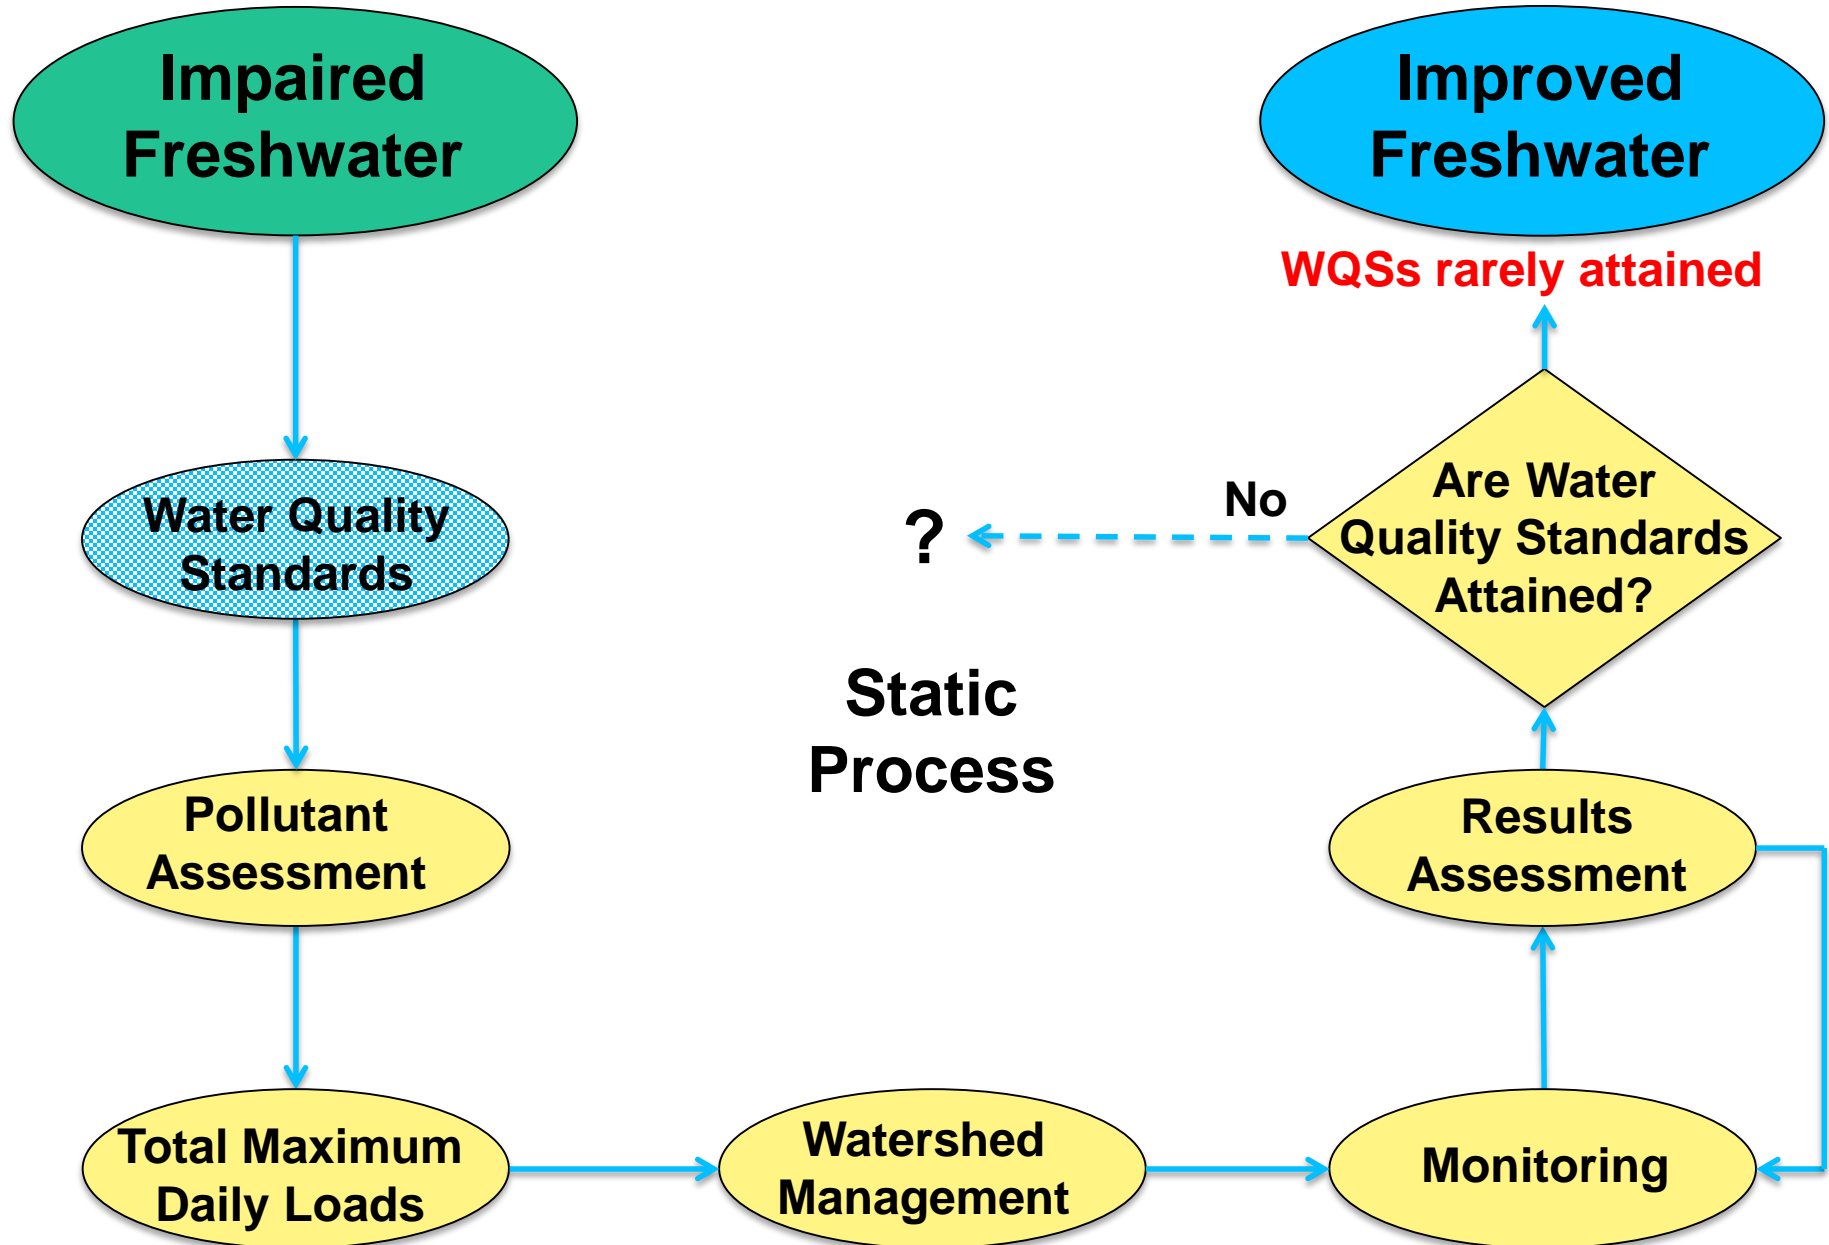 Impaired
Freshwater
Improved
Freshwater
WQSs rarely attained
Water Quality
Standards
?
No
Are Water
Quality Standards
Attained?
Static
Process
Pollutant
Assessment
Results
Assessment
Total Maximum
Daily Loads
Watershed
Management
Monitoring